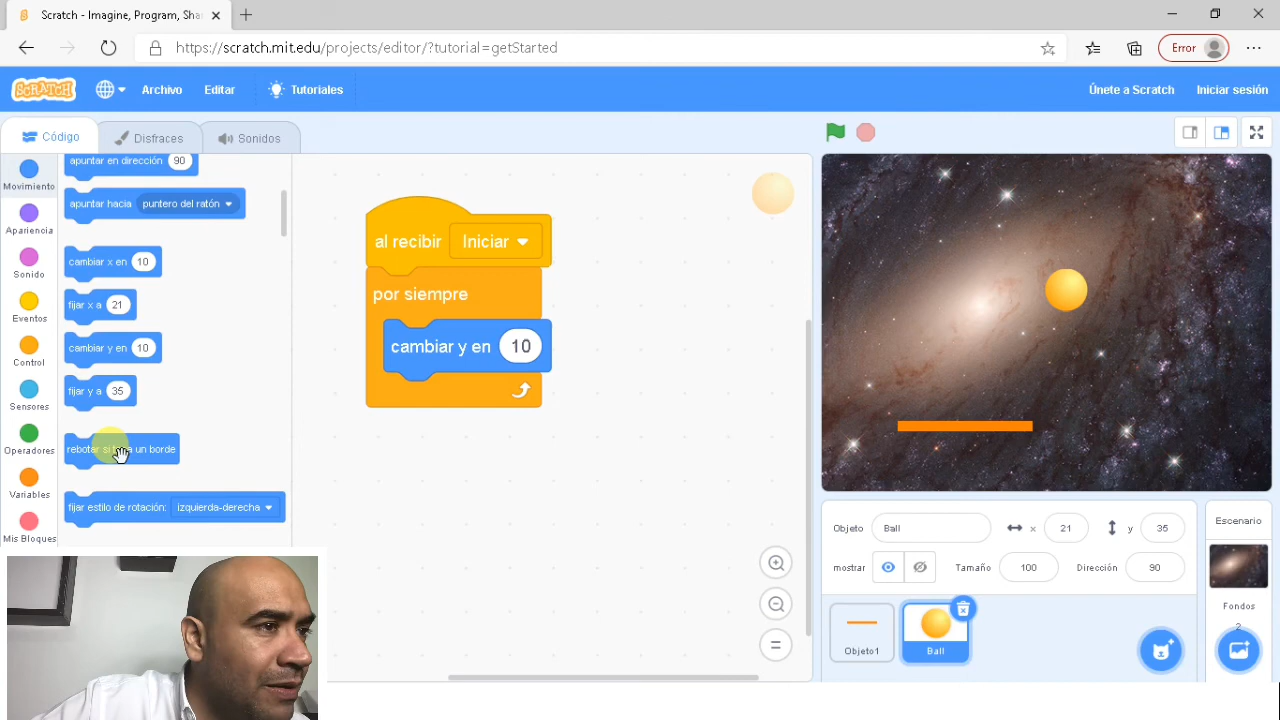 Scratch - Imagine, Program, Sha
https://scratch.mit.edu/projects/editor/?tutorial=getStarted
Error
SCRATCH
Archivo
Editar
Tutoriales
Únete a Scratch
Iniciar sesión
Código
Disfraces
Sonidos
Movimiento
Apariencia
Sonido
Eventos
Control
Sensores
Operadores
Variables
Mis Bloques
apuntar en dirección 90
apuntar hacia puntero del ratón
cambiar x en 10
fijar x a 21
cambiar y en 10
fijar y a 35
rebotar si un borde
fijar estilo de rotación: izquierda-derecha
al recibir Iniciar
por siempre
cambiar y en 10
Objeto Ball x 21 y 35
mostrar Tamaño 100 Dirección 90
Objeto1
Ball
Escenario
Fondos
2